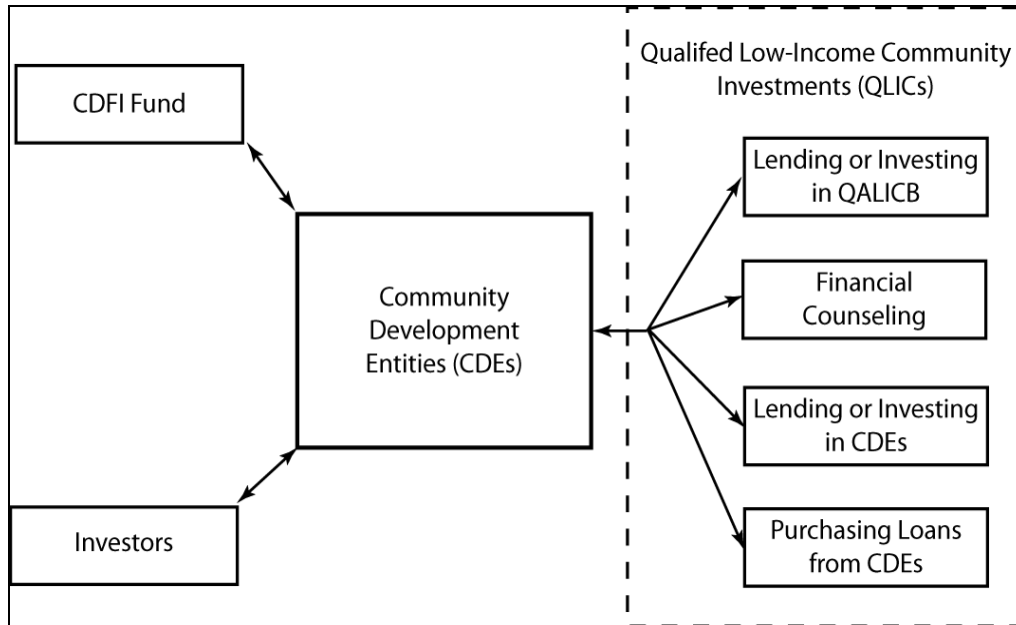 CDFI Fund
Community
Development
Entities (CDEs)
Investors
Qualifed Low-Income Community
Investments (QLICs)
Lending or Investing
in QALICB
Financial
Counseling
Lending or Investing
in CDEs
Purchasing Loans
from CDEs